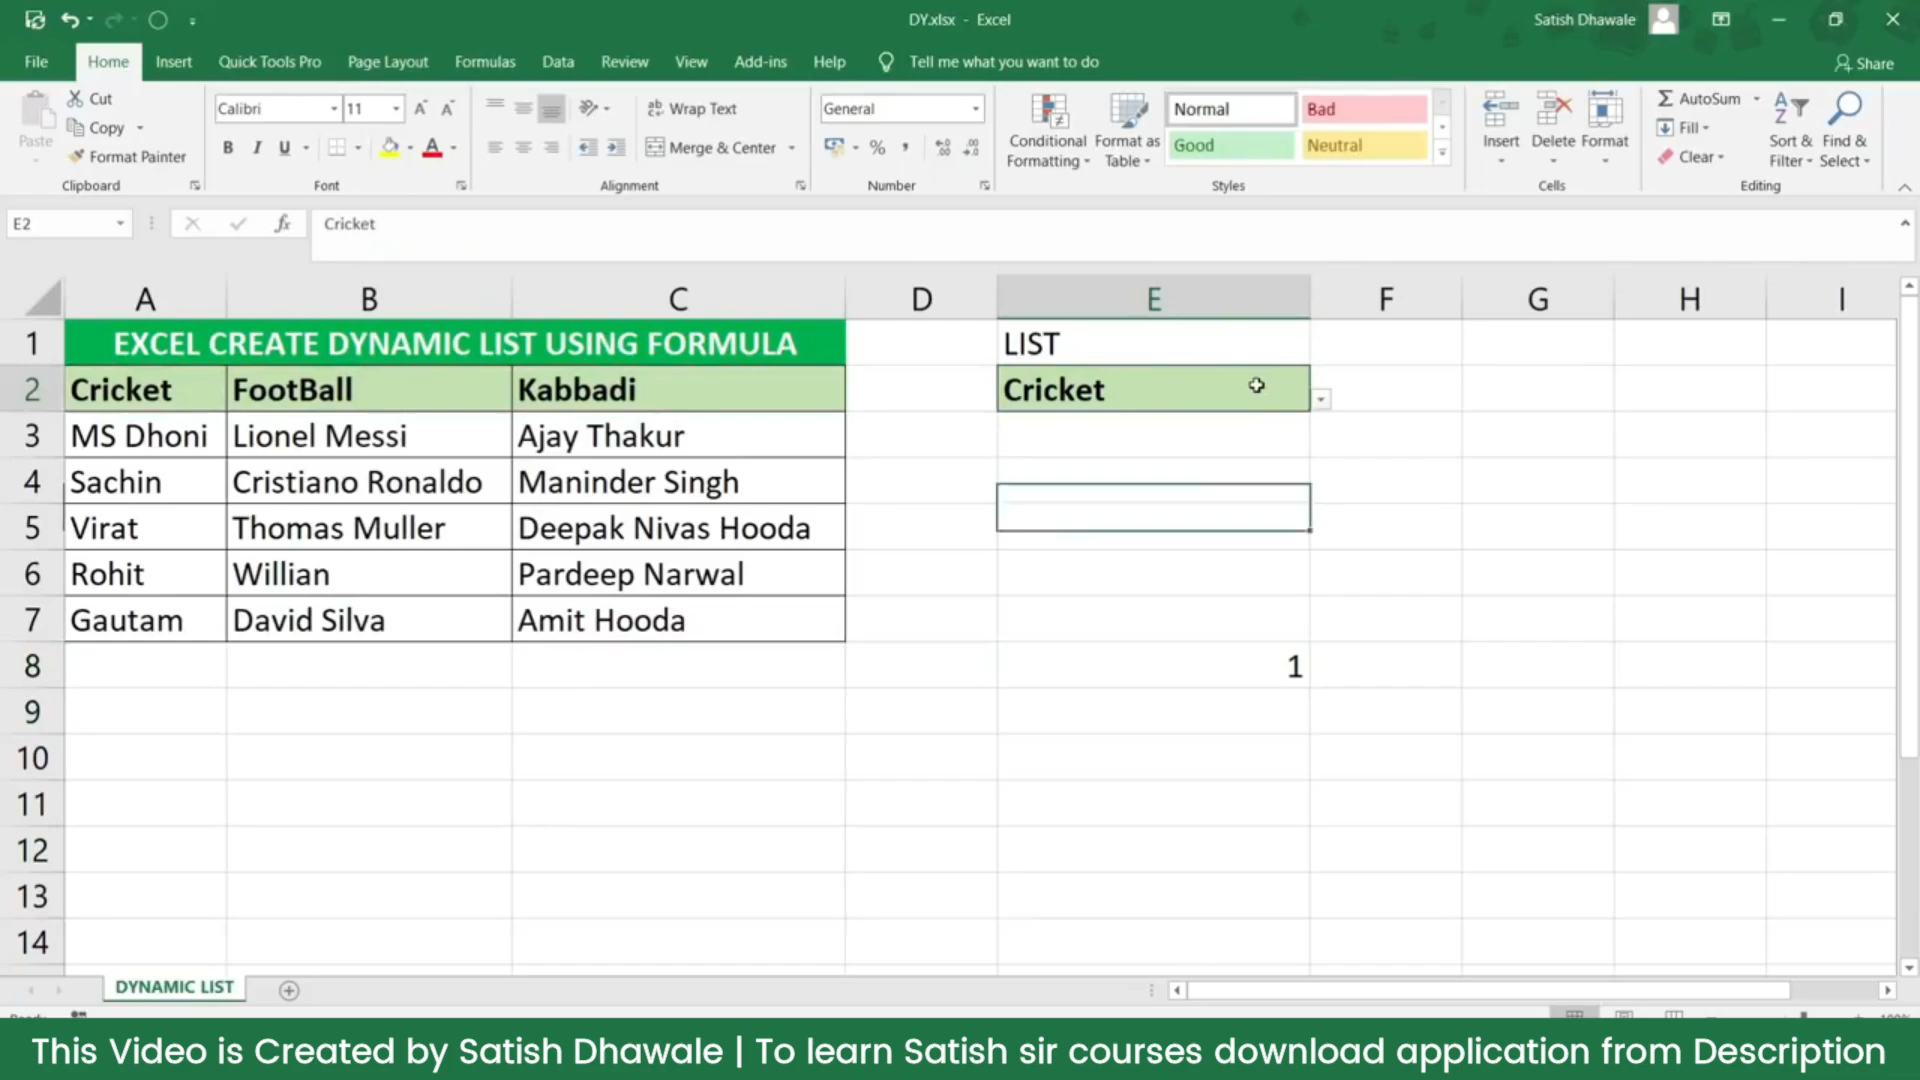 DY.xlsx - Excel
Satish Dhawale
File Home Insert Quick Tools Pro Page Layout Formulas Data Review View Add-ins Help Tell me what you want to do Share
Paste
Cut
Copy
Format Painter
Clipboard
Calibri 11 A A
B I U A
Font
Wrap Text
Merge & Center
Alignment
General
%
Number
Conditional Formatting
Format as Table
Normal Bad
Good Neutral
Styles
Insert Delete Format
Cells
AutoSum
Fill
Clear
Sort & Filter
Find & Select
Editing
E2 fx Cricket
A B C D E F G H I
1 EXCEL CREATE DYNAMIC LIST USING FORMULA LIST
2 Cricket FootBall Kabbadi Cricket
3 MS Dhoni Lionel Messi Ajay Thakur
4 Sachin Cristiano Ronaldo Maninder Singh
5 Virat Thomas Muller Deepak Nivas Hooda
6 Rohit Willian Pardeep Narwal
7 Gautam David Silva Amit Hooda
8 1
9
10
11
12
13
14
DYNAMIC LIST
This Video is Created by Satish Dhawale | To learn Satish sir courses download application from Description